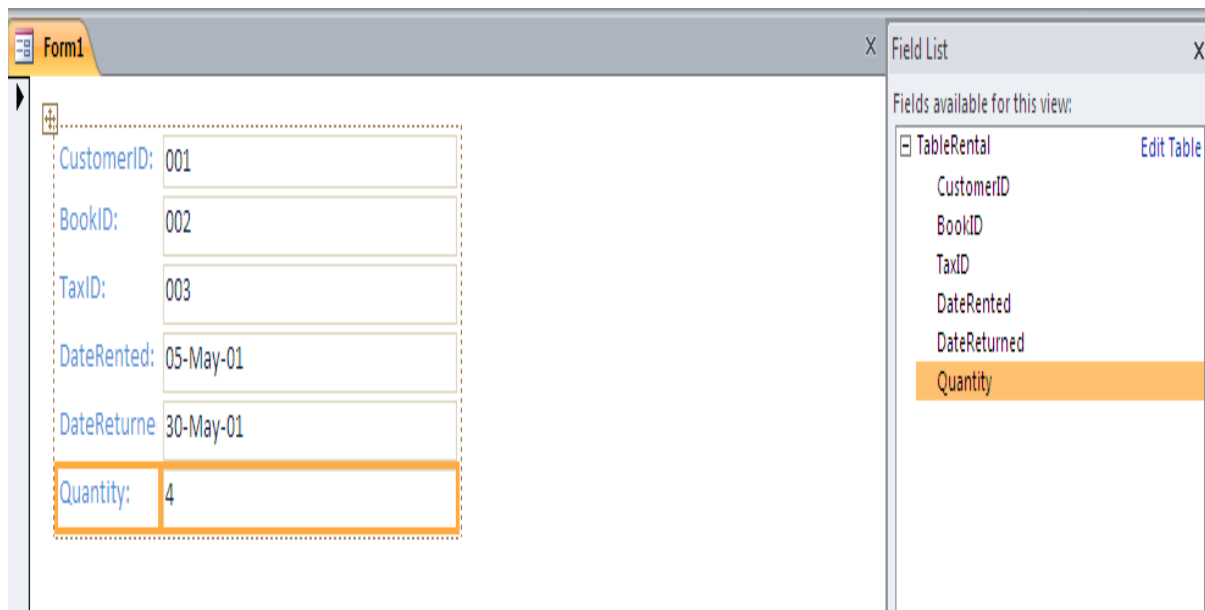 Form1 X
CustomerID: 001
BookID: 002
TaxID: 003
DateRented: 05-May-01
DateReturne 30-May-01
Quantity: 4
Field List X
Fields available for this view:
TableRental Edit Table
CustomerID
BookID
TaxID
DateRented
DateReturned
Quantity